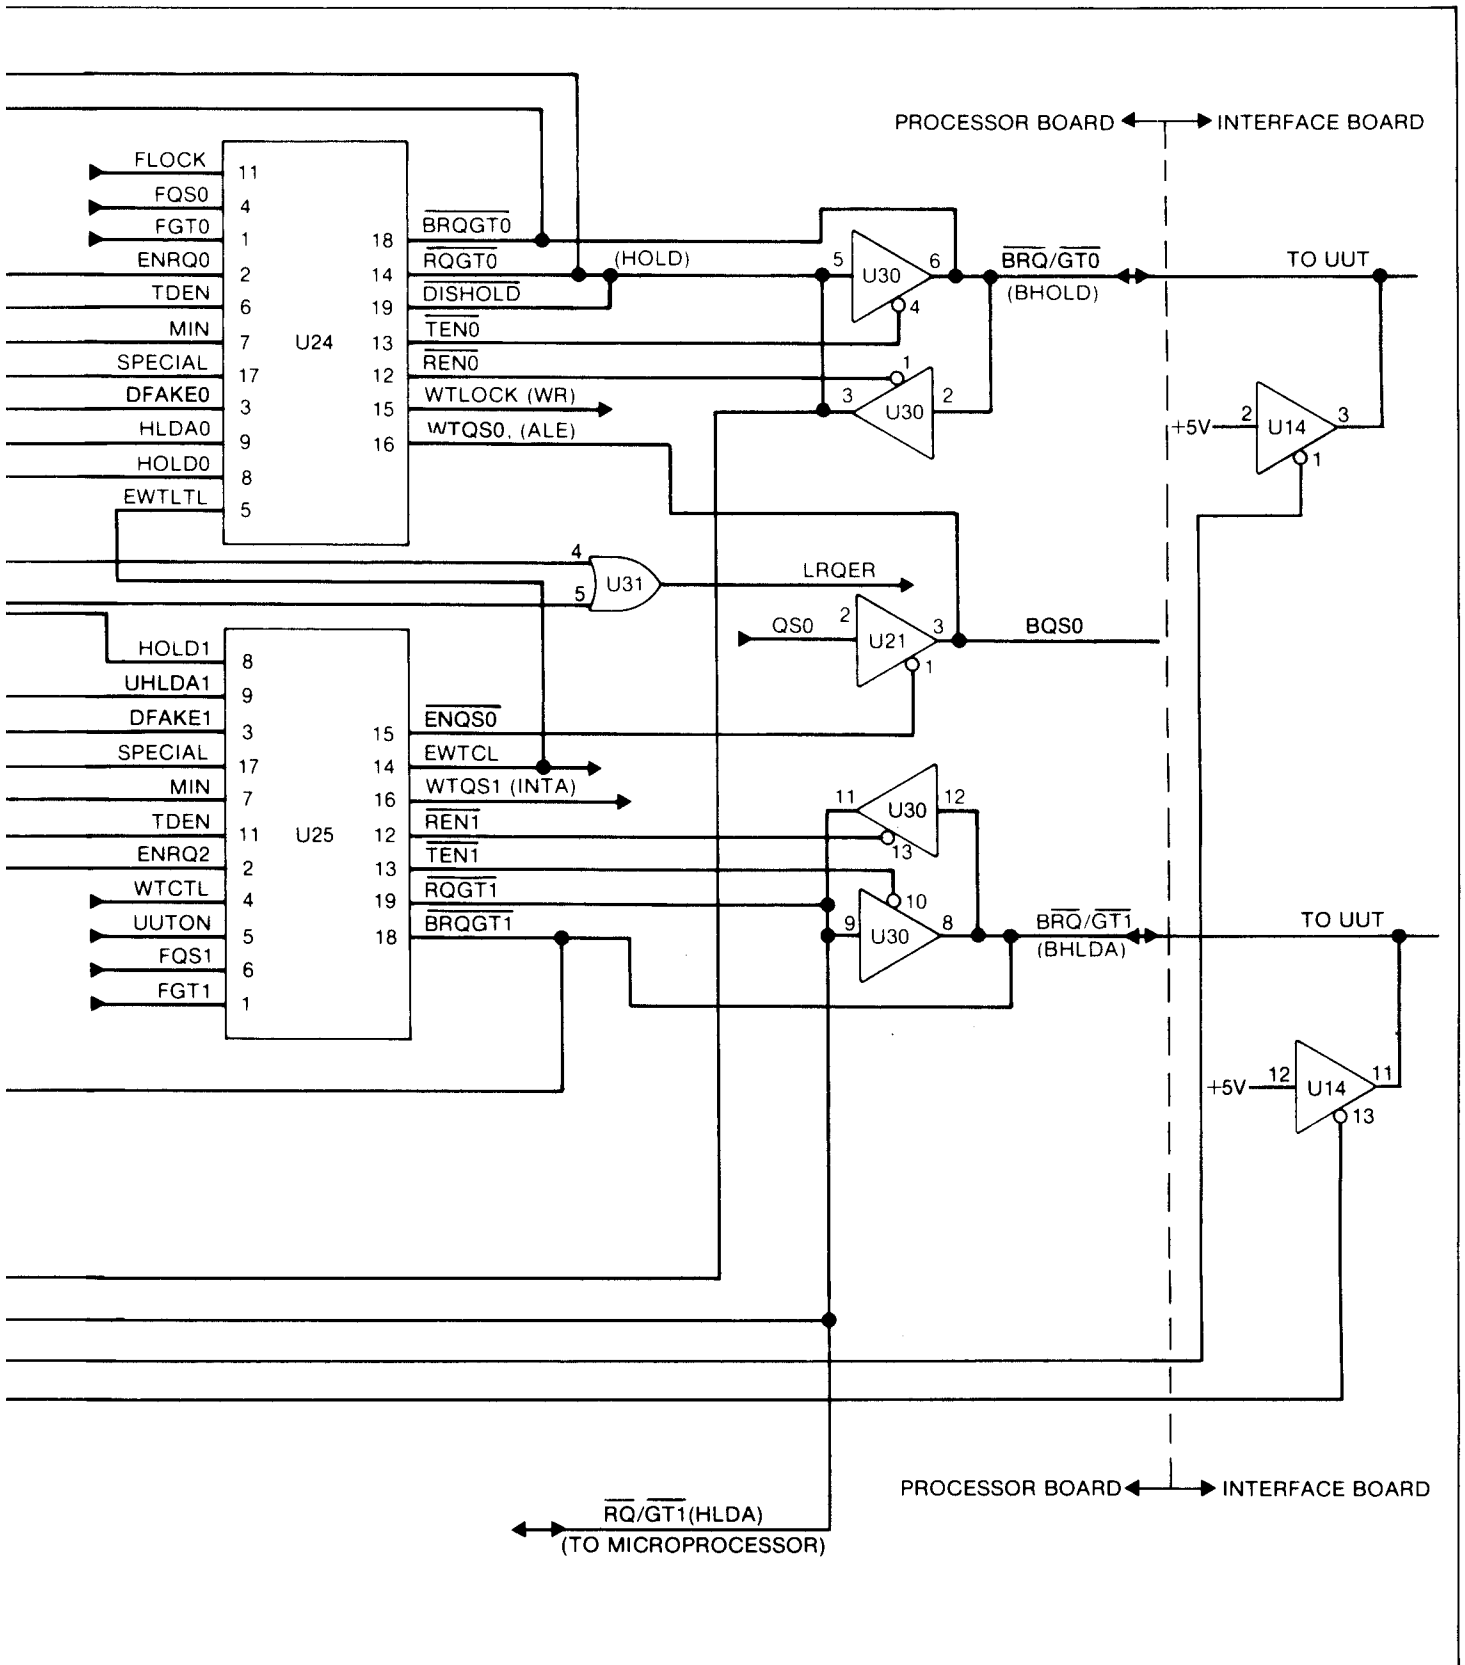 PROCESSOR BOARD INTERFACE BOARD
FLOCK 11
FQS0 4
FGT0 1
ENRQ0 2
TDEN 6
MIN 7
SPECIAL 17
DFAKE0 3
HLDA0 9
HOLD0 8
EWTLTL 5
U24
18 BRQGT0
14 RQGT0 (HOLD)
19 DISHOLD
13 TEN0
12 REN0
15 WTLOCK (WR)
16 WTQS0, (ALE)
5 U30 6
4
1
3 U30 2
BRQ/GT0
(BHOLD)
TO UUT
+5V 2 U14 3
1
4
5 U31
LRQER
QS0 2 U21 3
1
BQS0
HOLD1 8
UHLDA1 9
DFAKE1 3
SPECIAL 17
MIN 7
TDEN 11
ENRQ2 2
WTCTL 4
UUTON 5
FQS1 6
FGT1 1
U25
15 ENQS0
14 EWTCL
16 WTQS1 (INTA)
12 REN1
13 TEN1
19 RQGT1
18 BRQGT1
11 U30 12
13
10
9 U30 8
BRQ/GT1
(BHLDA)
TO UUT
+5V 12 U14 11
13
PROCESSOR BOARD INTERFACE BOARD
RQ/GT1(HLDA)
(TO MICROPROCESSOR)